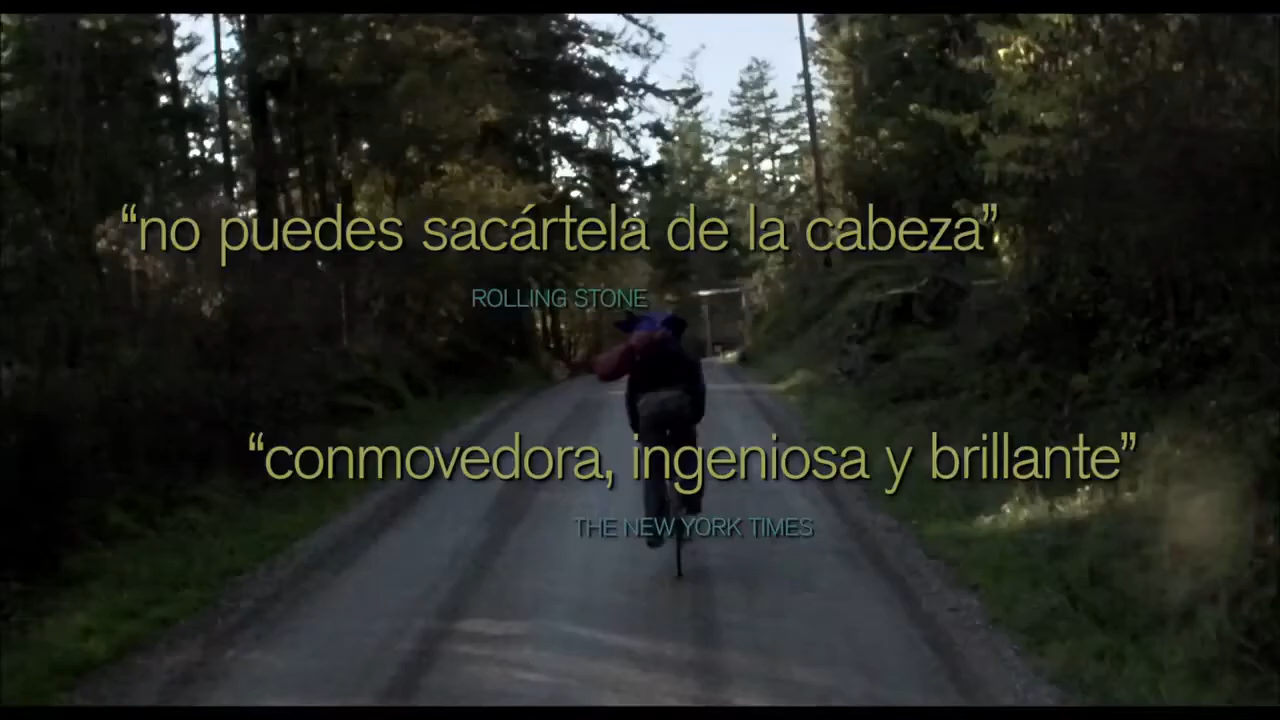 “no puedes sacártela de la cabeza”
ROLLING STONE
“conmovedora, ingeniosa y brillante”
THE NEW YORK TIMES